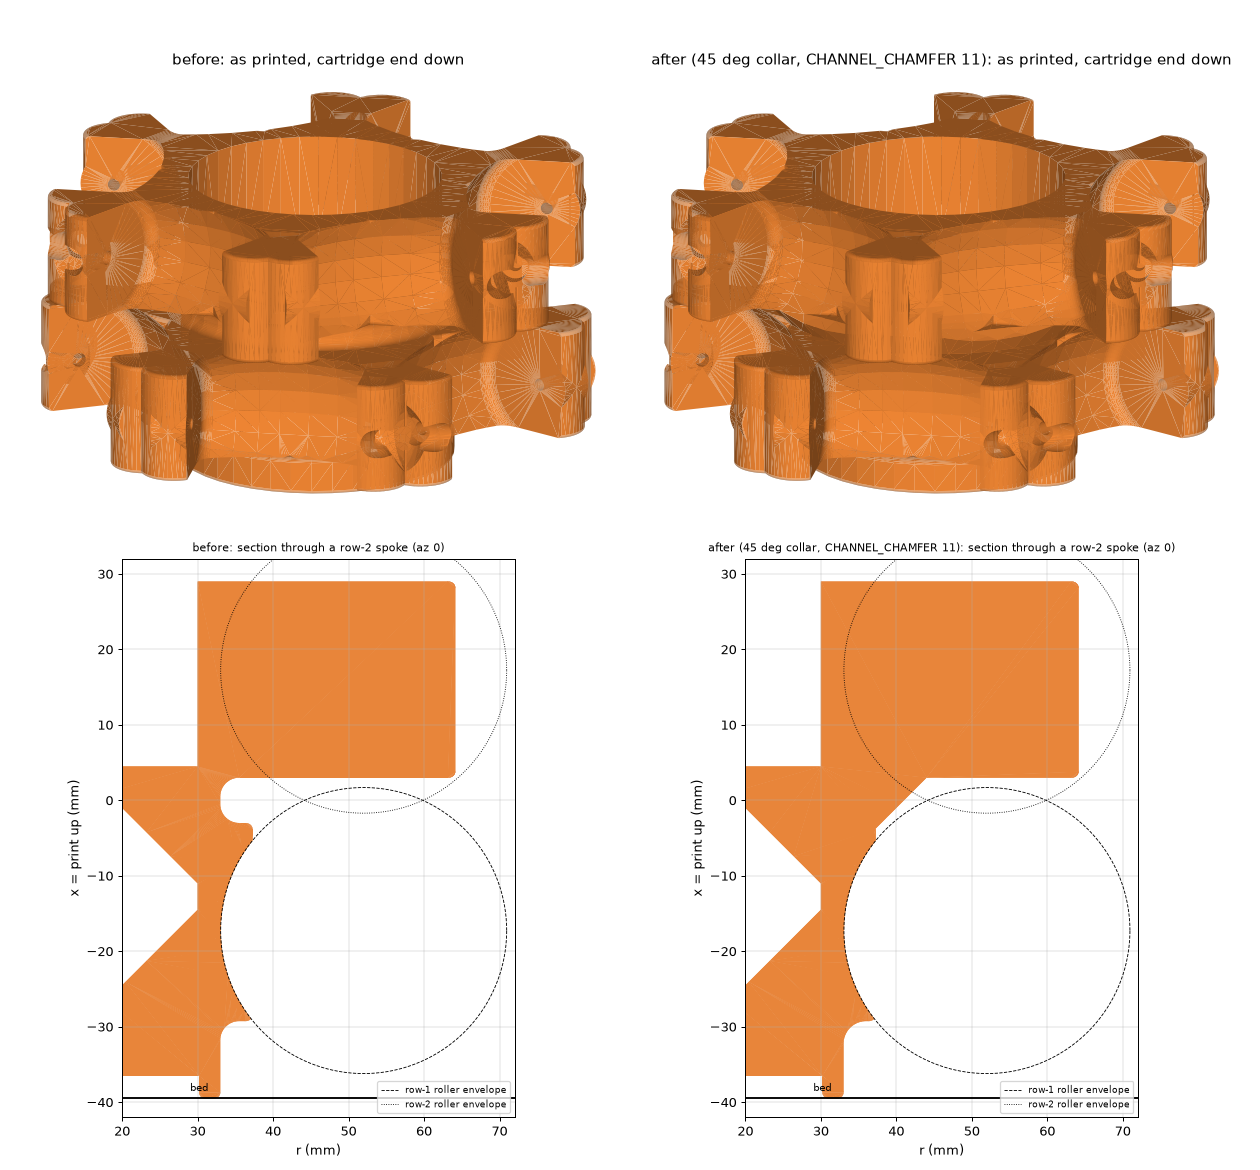 before: as printed, cartridge end down
after (45 deg collar, CHANNEL_CHAMFER 11): as printed, cartridge end down
before: section through a row-2 spoke (az 0)
30
20
10
0
−10
−20
−30
−40
x = print up (mm)
bed
row-1 roller envelope
row-2 roller envelope
20
30
40
50
60
70
r (mm)
after (45 deg collar, CHANNEL_CHAMFER 11): section through a row-2 spoke (az 0)
30
20
10
0
−10
−20
−30
−40
x = print up (mm)
bed
row-1 roller envelope
row-2 roller envelope
20
30
40
50
60
70
r (mm)